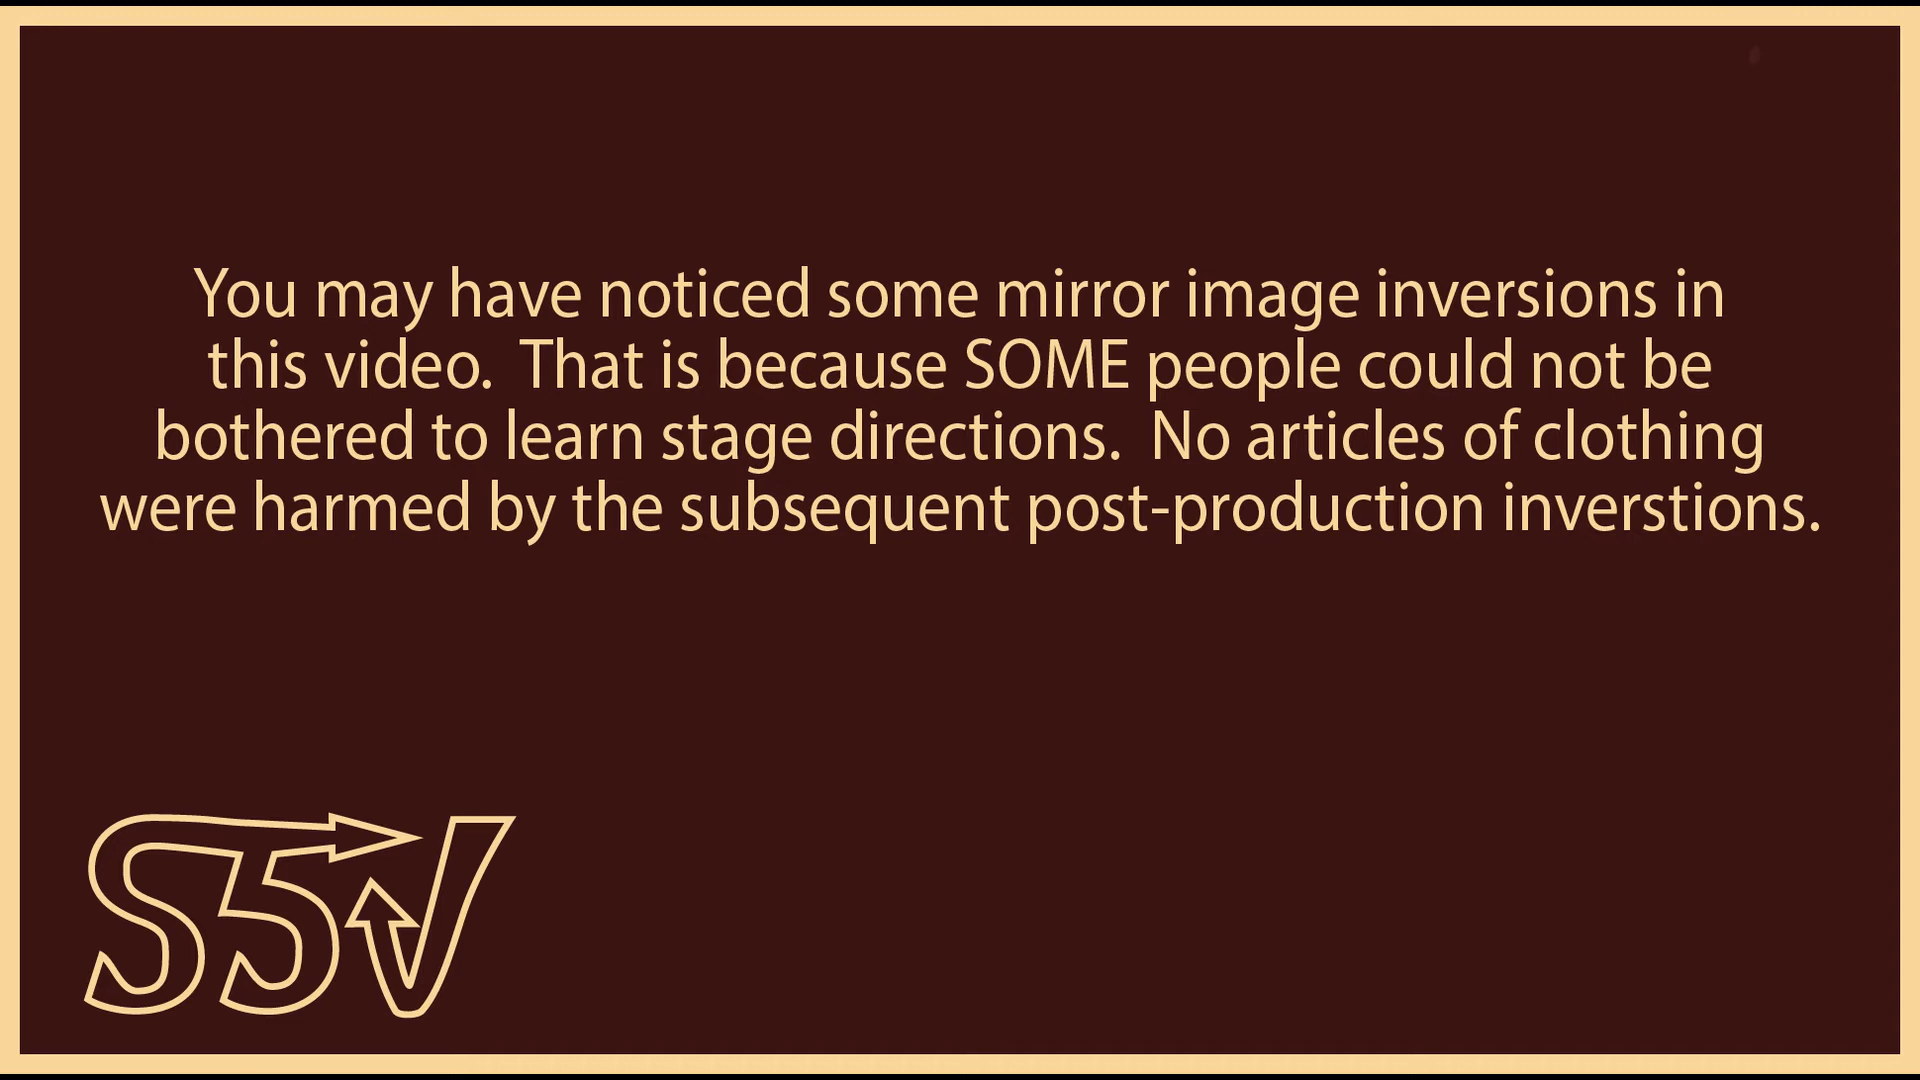 You may have noticed some mirror image inversions in
this video.  That is because SOME people could not be
bothered to learn stage directions.  No articles of clothing
were harmed by the subsequent post-production inverstions.
S5V